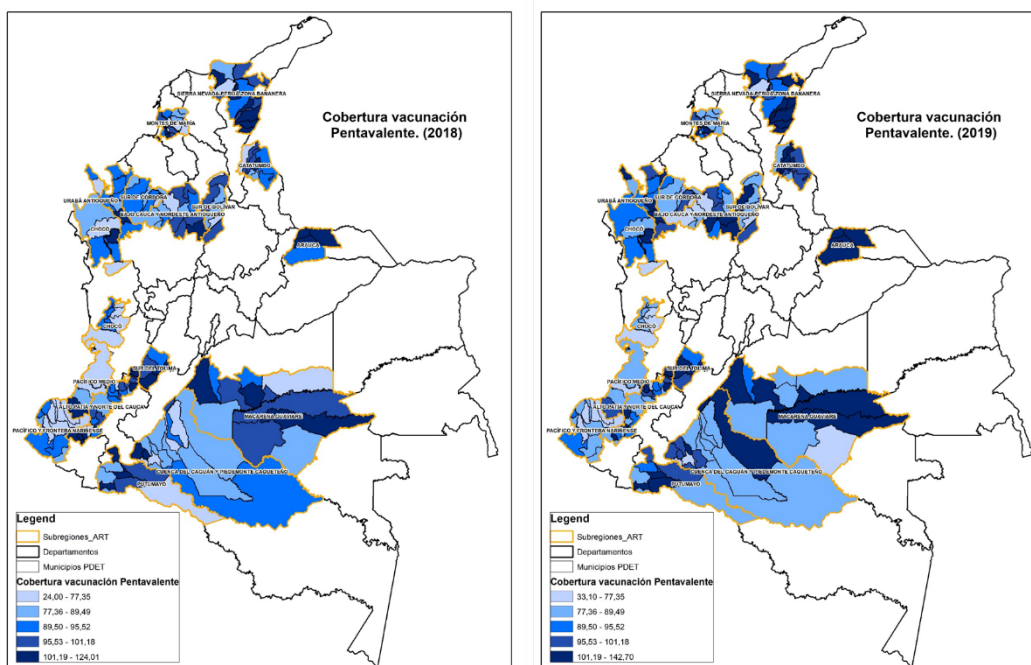 Cobertura vacunación
Pentavalente. (2018)
SIERRA NEVADA-PERIJÁ-ZONA BANANERA
MONTES DE MARÍA
CATATUMBO
URABÁ ANTIOQUEÑO
SUR DE CÓRDOBA
SUR DE BOLÍVAR
BAJO CAUCA Y NORDESTE ANTIOQUEÑO
CHOCÓ
ARAUCA
CHOCÓ
SUR DEL TOLIMA
PACÍFICO MEDIO
ALTO PATÍA Y NORTE DEL CAUCA
MACARENA-GUAVIARE
PACÍFICO Y FRONTERA NARIÑENSE
CUENCA DEL CAGUÁN Y PIEDEMONTE CAQUETEÑO
PUTUMAYO
Legend
Subregiones_ART
Departamentos
Municipios PDET
Cobertura vacunación Pentavalente
24,00 - 77,35
77,36 - 89,49
89,50 - 95,52
95,53 - 101,18
101,19 - 124,01
Cobertura vacunación
Pentavalente. (2019)
SIERRA NEVADA-PERIJÁ-ZONA BANANERA
MONTES DE MARÍA
CATATUMBO
URABÁ ANTIOQUEÑO
SUR DE CÓRDOBA
SUR DE BOLÍVAR
BAJO CAUCA Y NORDESTE ANTIOQUEÑO
CHOCÓ
ARAUCA
CHOCÓ
SUR DEL TOLIMA
PACÍFICO MEDIO
ALTO PATÍA Y NORTE DEL CAUCA
MACARENA-GUAVIARE
PACÍFICO Y FRONTERA NARIÑENSE
CUENCA DEL CAGUÁN Y PIEDEMONTE CAQUETEÑO
PUTUMAYO
Legend
Subregiones_ART
Departamentos
Municipios PDET
Cobertura vacunación Pentavalente
33,10 - 77,35
77,36 - 89,49
89,50 - 95,52
95,53 - 101,18
101,19 - 142,70